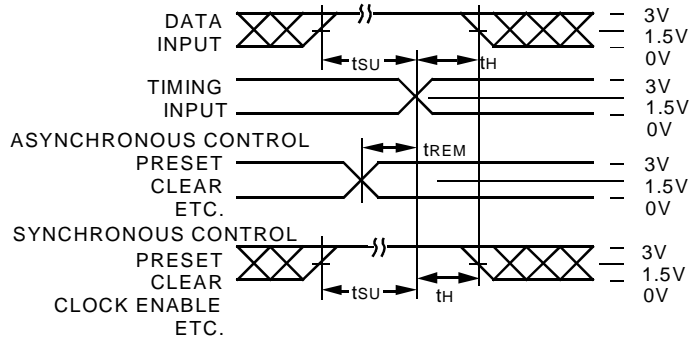 DATA
INPUT
tSU
tH
3V
1.5V
0V
TIMING
INPUT
3V
1.5V
0V
ASYNCHRONOUS CONTROL
PRESET
CLEAR
ETC.
tREM
3V
1.5V
0V
SYNCHRONOUS CONTROL
PRESET
CLEAR
CLOCK ENABLE
ETC.
tSU
tH
3V
1.5V
0V